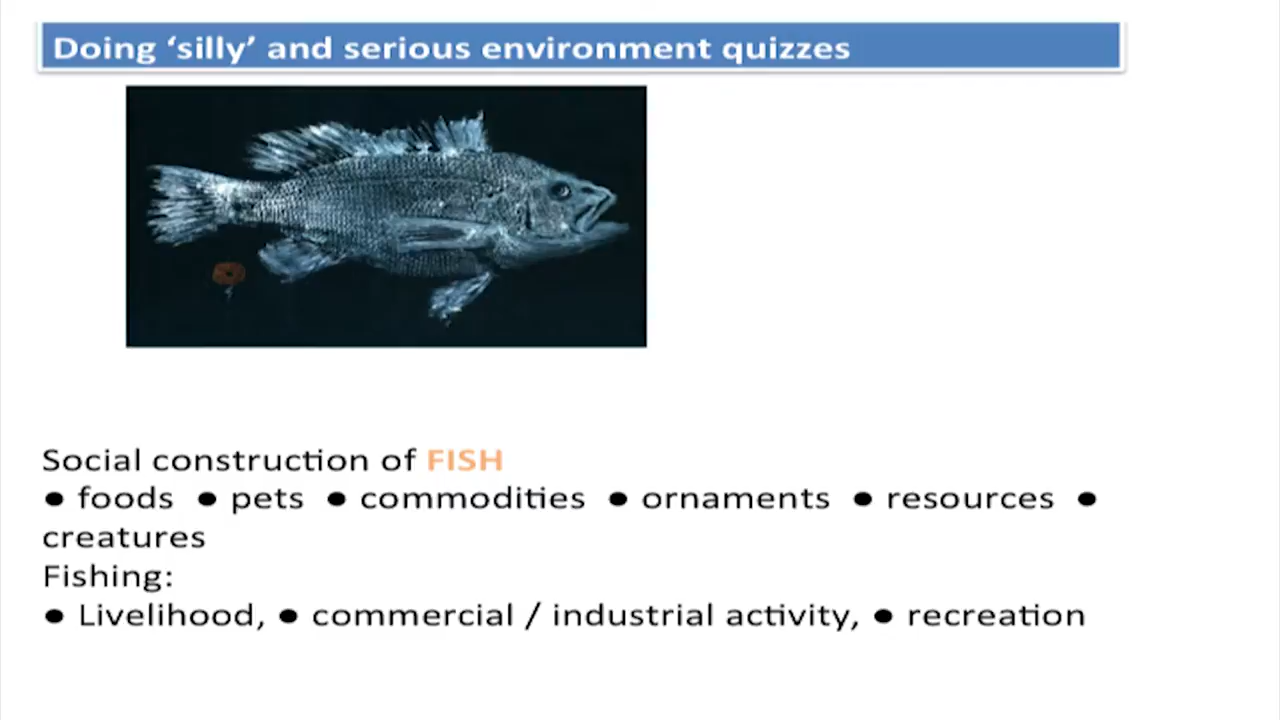 Doing ‘silly’ and serious environment quizzes
Social construction of FISH
● foods ● pets ● commodities ● ornaments ● resources ●
creatures
Fishing:
● Livelihood, ● commercial / industrial activity, ● recreation